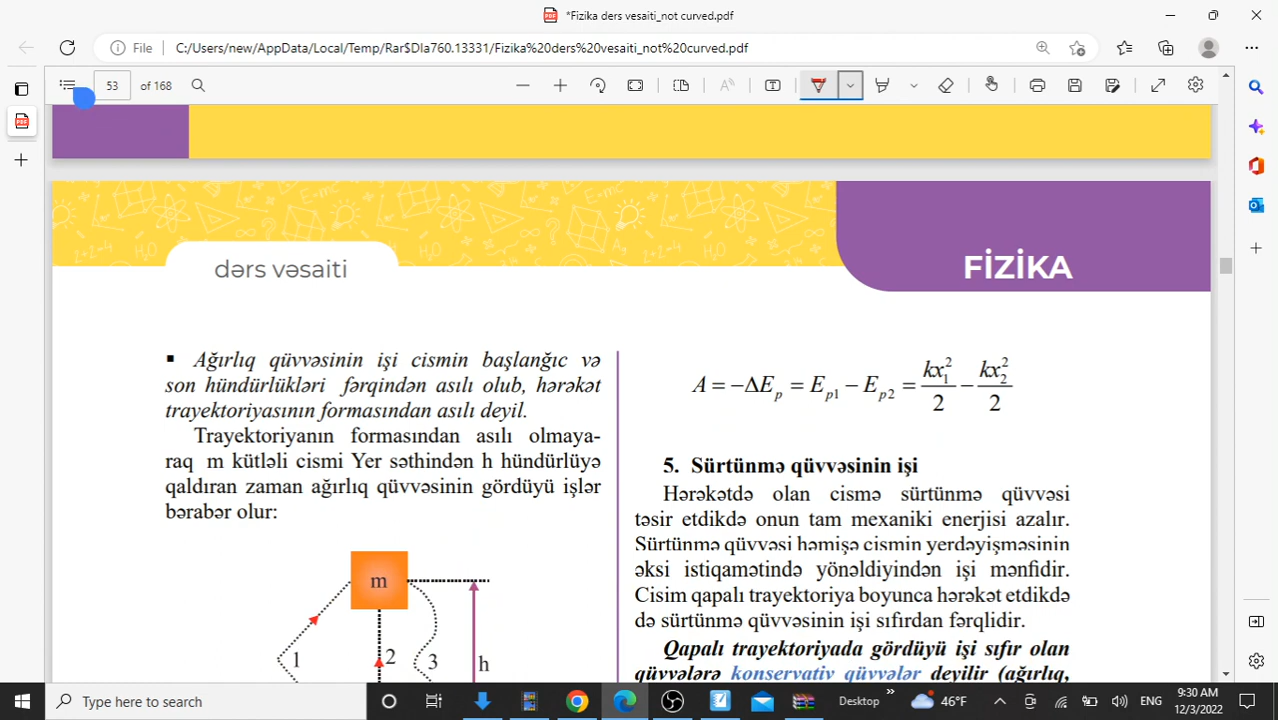 *Fizika ders vesaiti_not curved.pdf
File
C:/Users/new/AppData/Local/Temp/Rar$DIa760.13331/Fizika%20ders%20vesaiti_not%20curved.pdf
53
of 168
dərs vəsaiti
FİZİKA
▪ Ağırlıq qüvvəsinin işi cismin başlanğıc və
son hündürlükləri fərqindən asılı olub, hərəkət
trayektoriyasının formasından asılı deyil.
Trayektoriyanın formasından asılı olmaya-
raq m kütləli cismi Yer səthindən h hündürlüyə
qaldıran zaman ağırlıq qüvvəsinin gördüyü işlər
bərabər olur:
m
1
2
3
h
A = −ΔE_p = E_p1 − E_p2 = kx₁²/2 − kx₂²/2
5. Sürtünmə qüvvəsinin işi
Hərəkətdə olan cismə sürtünmə qüvvəsi
təsir etdikdə onun tam mexaniki enerjisi azalır.
Sürtünmə qüvvəsi həmişə cismin yerdəyişməsinin
əksi istiqamətində yönəldiyindən işi mənfidir.
Cisim qapalı trayektoriya boyunca hərəkət etdikdə
də sürtünmə qüvvəsinin işi sıfırdan fərqlidir.
Qapalı trayektoriyada gördüyü işi sıfır olan
qüvvələrə konservativ qüvvələr deyilir (ağırlıq,
Type here to search
Desktop
46°F
ENG
9:30 AM
12/3/2022